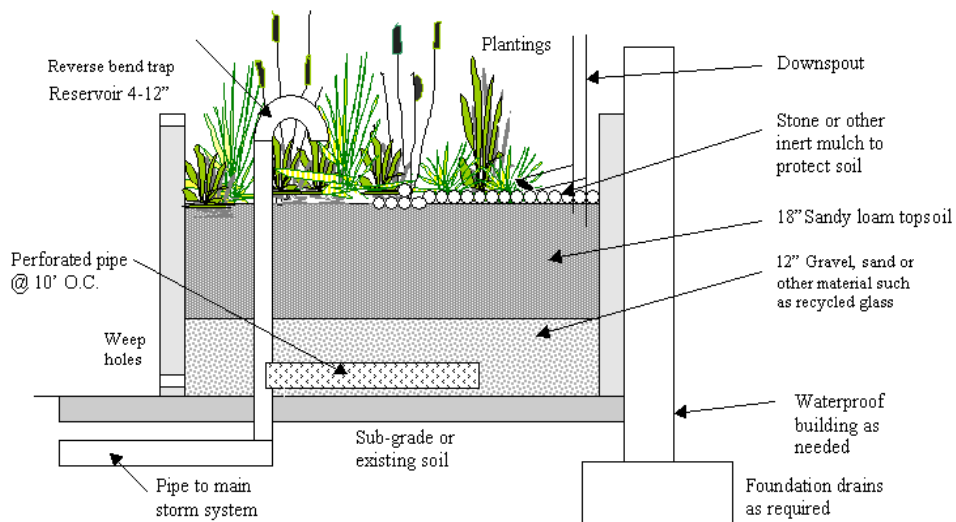 Plantings
Reverse bend trap
Reservoir 4-12”
Downspout
Stone or other
inert mulch to
protect soil
18” Sandy loam topsoil
Perforated pipe
@ 10’ O.C.
12” Gravel, sand or
other material such
as recycled glass
Weep
holes
Waterproof
building as
needed
Sub-grade or
existing soil
Pipe to main
storm system
Foundation drains
as required